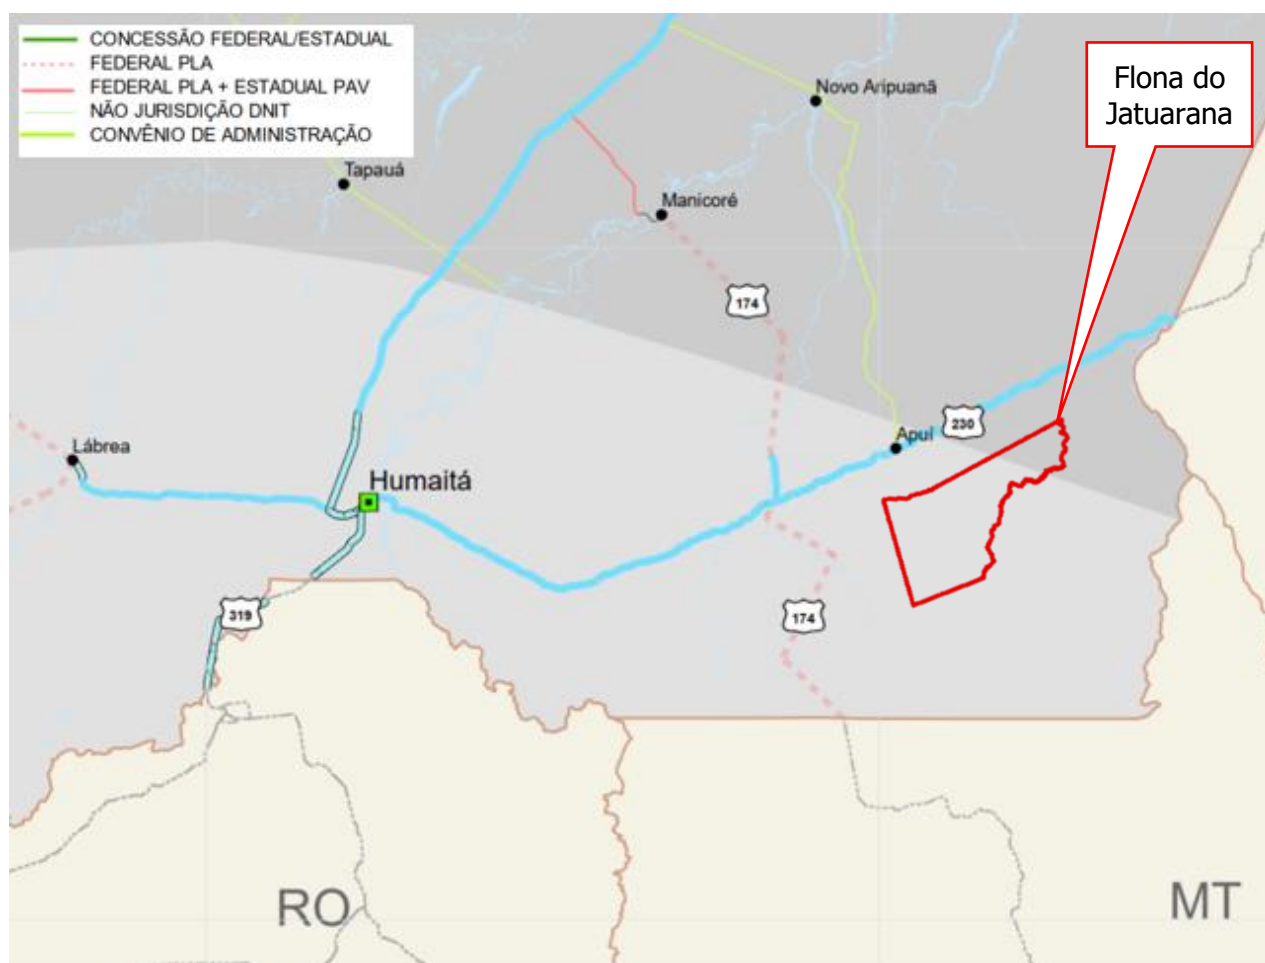 CONCESSÃO FEDERAL/ESTADUAL
FEDERAL PLA
FEDERAL PLA + ESTADUAL PAV
NÃO JURISDIÇÃO DNIT
CONVÊNIO DE ADMINISTRAÇÃO
Flona do
Jatuarana
Novo Aripuanã
Tapauá
Manicoré
174
230
Apuí
Lábrea
Humaitá
319
174
RO
MT